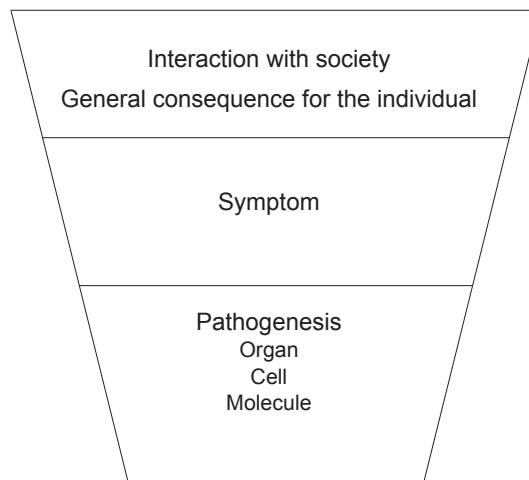 Interaction with society
General consequence for the individual
Symptom
Pathogenesis
Organ
Cell
Molecule